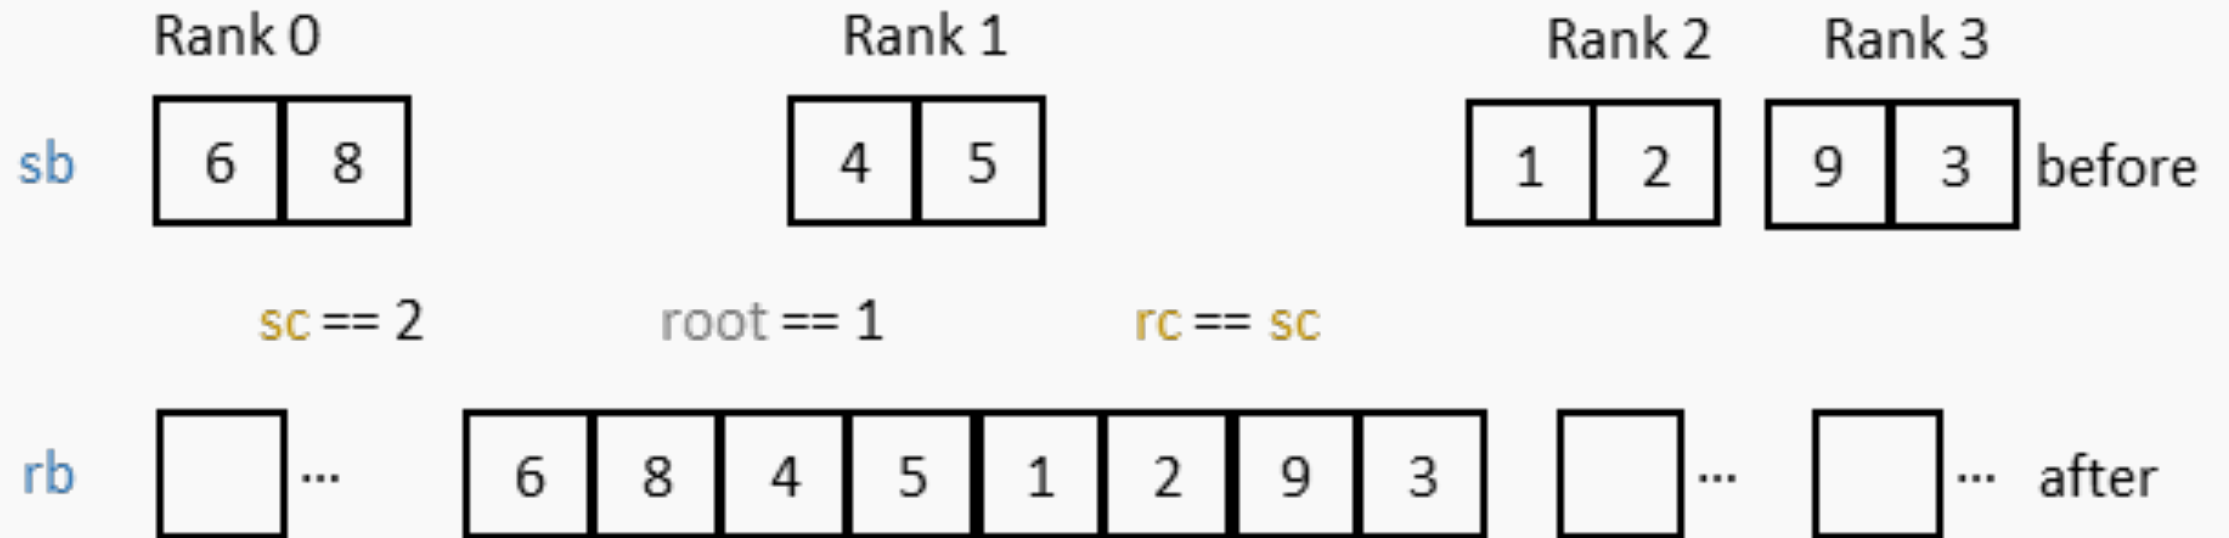 Rank 0 Rank 1 Rank 2 Rank 3
sb 6 8 4 5 1 2 9 3 before
sc == 2 root == 1 rc == sc
rb ... 6 8 4 5 1 2 9 3 ... ... after